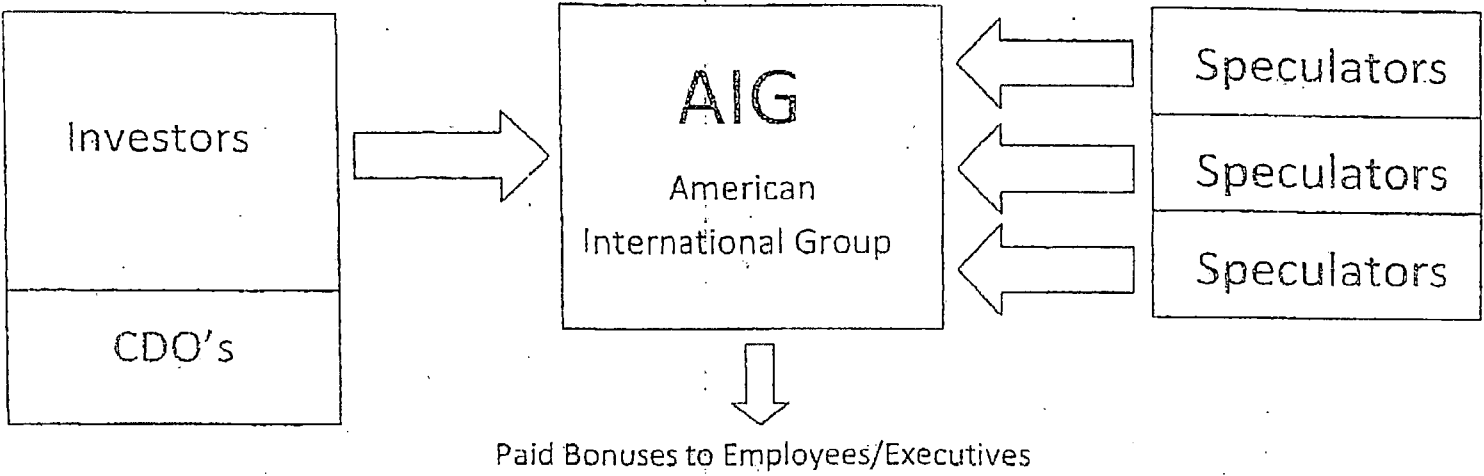 Investors
CDO's
AIG
American
International Group
Speculators
Speculators
Speculators
Paid Bonuses to Employees/Executives